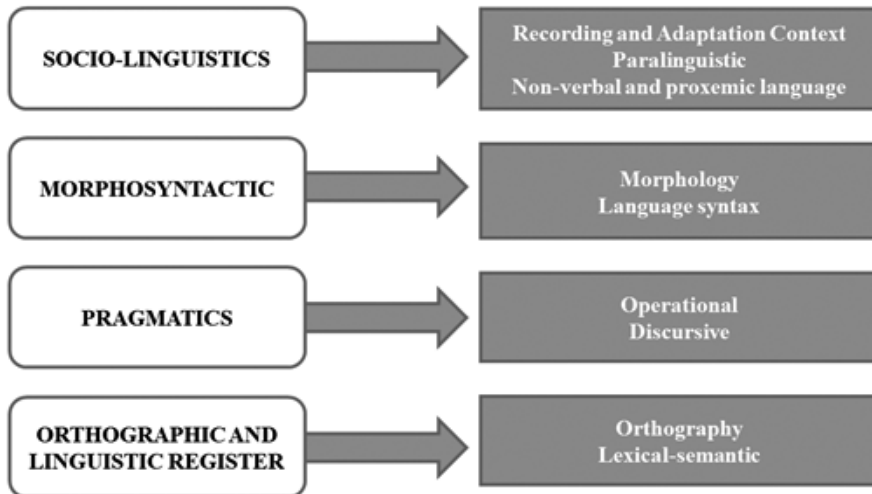 SOCIO-LINGUISTICS
Recording and Adaptation Context
Paralinguistic
Non-verbal and proxemic language
MORPHOSYNTACTIC
Morphology
Language syntax
PRAGMATICS
Operational
Discursive
ORTHOGRAPHIC AND
LINGUISTIC REGISTER
Orthography
Lexical-semantic